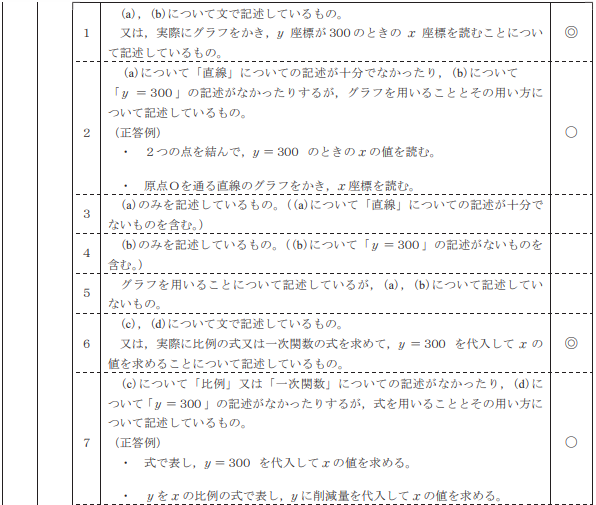 1
(a),(b)について文で記述しているもの。
又は,実際にグラフをかき,y 座標が300のときの x 座標を読むことについ
て記述しているもの。
◎
2
(a)について「直線」についての記述が十分でなかったり,(b)について
「y =300」の記述がなかったりするが,グラフを用いることとその用い方に
ついて記述しているもの。
(正答例)
・ 2つの点を結んで,y=300 のときのxの値を読む。
・ 原点Oを通る直線のグラフをかき,x座標を読む。
○
3
(a)のみを記述しているもの。((a)について「直線」についての記述が十分で
ないものを含む。)
4
(b)のみを記述しているもの。((b)について「y=300」の記述がないものを
含む。)
5
グラフを用いることについて記述しているが,(a),(b)について記述してい
ないもの。
6
(c),(d)について文で記述しているもの。
又は,実際に比例の式又は一次関数の式を求めて,y=300 を代入してxの
値を求めることについて記述しているもの。
◎
7
(c)について「比例」又は「一次関数」についての記述がなかったり,(d)に
ついて「y=300」の記述がなかったりするが,式を用いることとその用い方に
ついて記述しているもの。
(正答例)
・ 式で表し,y=300 を代入してxの値を求める。
・ yをxの比例の式で表し,yに削減量を代入してxの値を求める。
○